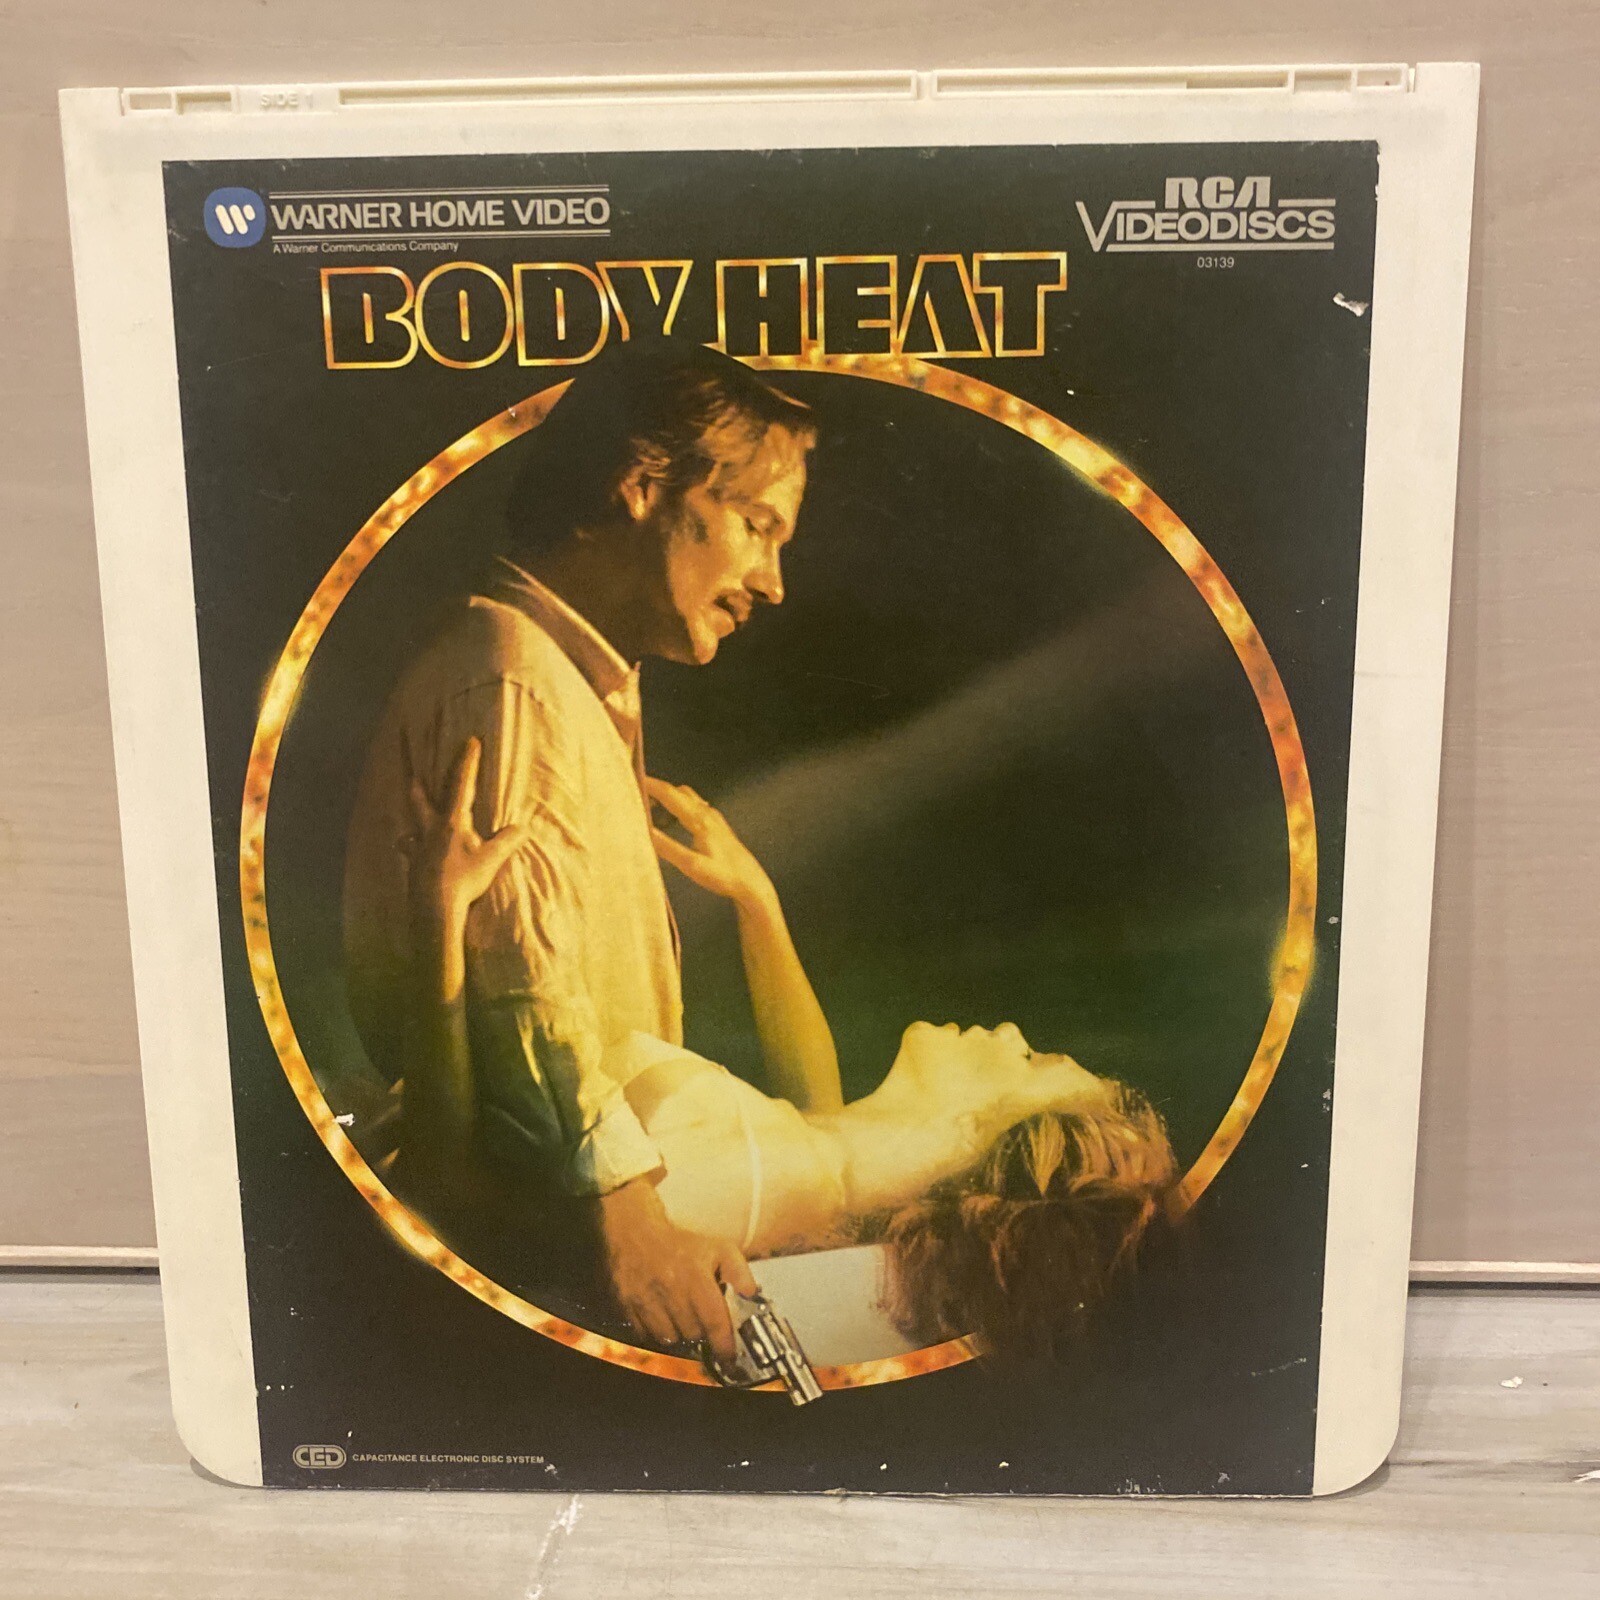 SIDE 1
WARNER HOME VIDEO
A Warner Communications Company
RCA
VIDEODISCS
03139
BODY HEAT
CED CAPACITANCE ELECTRONIC DISC SYSTEM